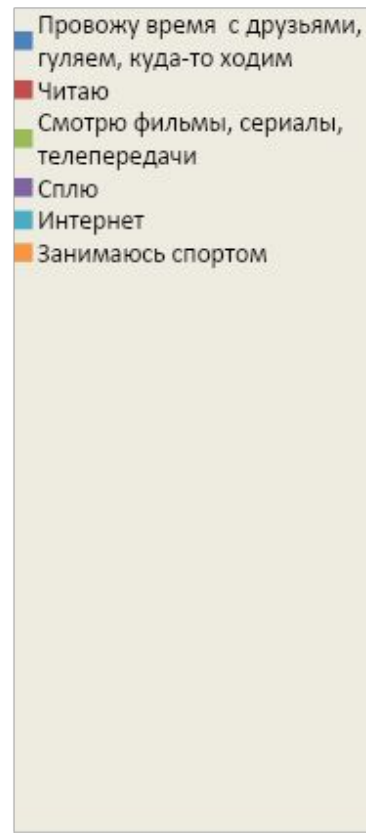 Провожу время с друзьями,
гуляем, куда-то ходим
Читаю
Смотрю фильмы, сериалы,
телепередачи
Сплю
Интернет
Занимаюсь спортом